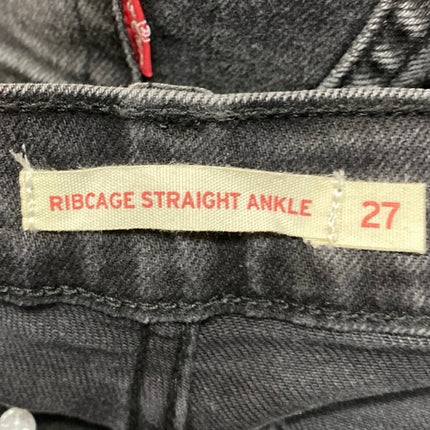 RIBCAGE STRAIGHT ANKLE 27